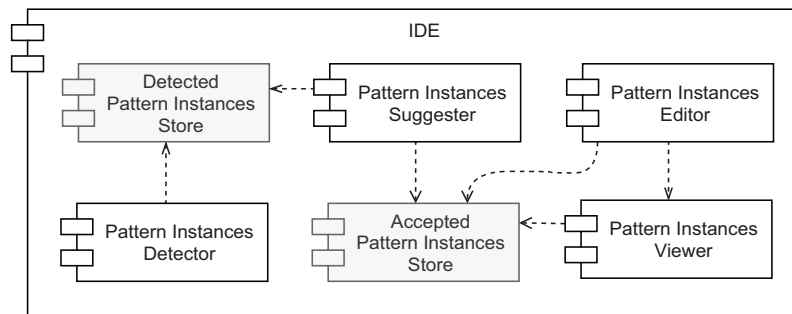 IDE
Detected
Pattern Instances
Store
Pattern Instances
Suggester
Pattern Instances
Editor
Pattern Instances
Detector
Accepted
Pattern Instances
Store
Pattern Instances
Viewer